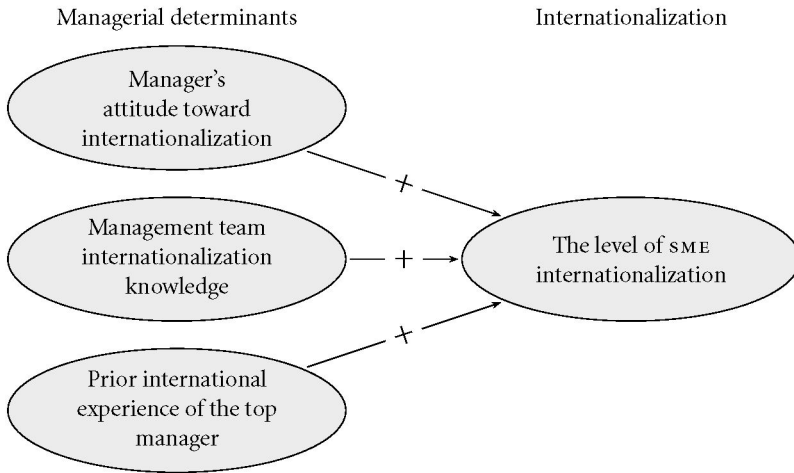 Managerial determinants
Internationalization
Manager’s
attitude toward
internationalization
+
Management team
internationalization
knowledge
+
The level of SME
internationalization
+
Prior international
experience of the top
manager